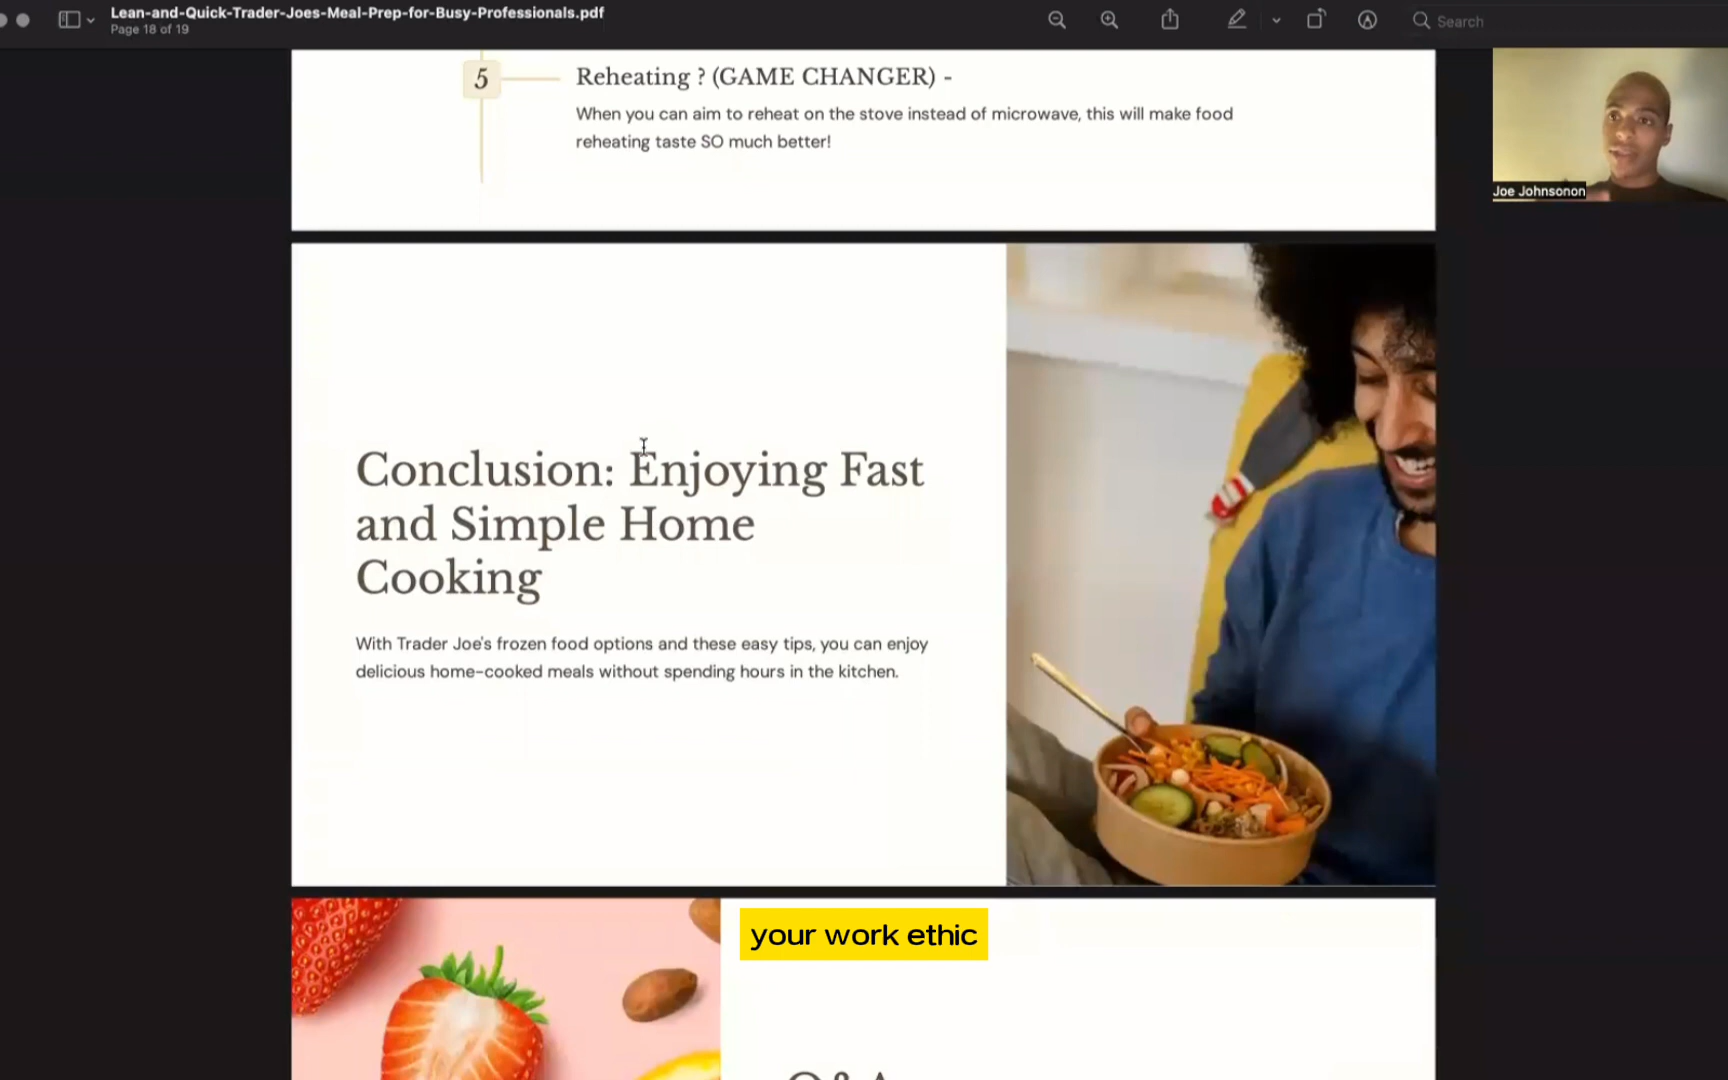 Lean-and-Quick-Trader-Joes-Meal-Prep-for-Busy-Professionals.pdf
Page 18 of 19
Search
5
Reheating ? (GAME CHANGER) -
When you can aim to reheat on the stove instead of microwave, this will make food
reheating taste SO much better!
Joe Johnsonon
Conclusion: Enjoying Fast
and Simple Home
Cooking
With Trader Joe's frozen food options and these easy tips, you can enjoy
delicious home-cooked meals without spending hours in the kitchen.
your work ethic